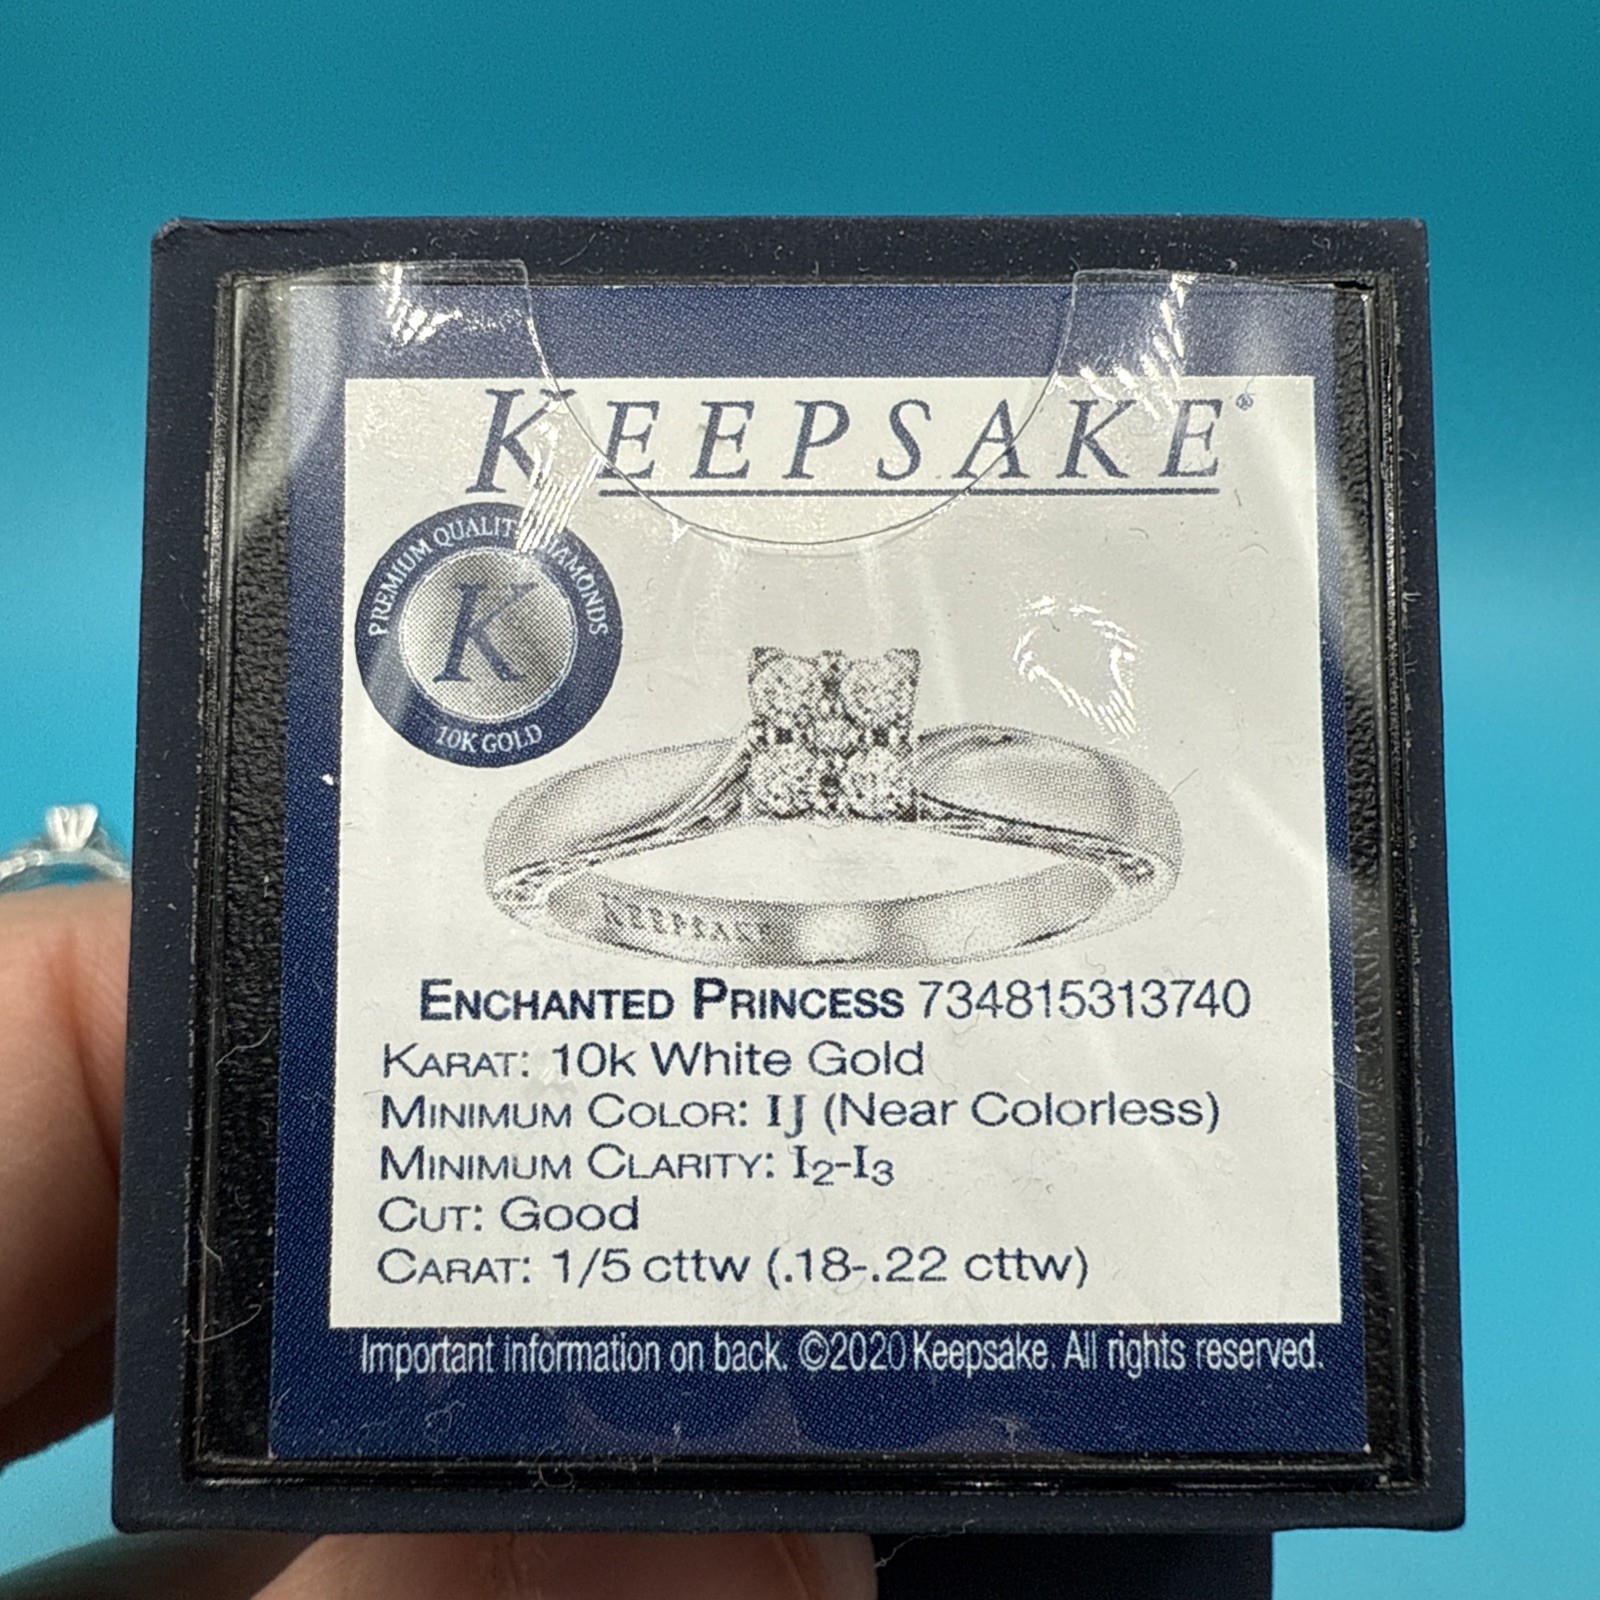 KEEPSAKE®
PREMIUM QUALITY DIAMONDS
K
10K GOLD
KEEPSAKE
ENCHANTED PRINCESS 734815313740
KARAT: 10k White Gold
MINIMUM COLOR: IJ (Near Colorless)
MINIMUM CLARITY: I2-I3
CUT: Good
CARAT: 1/5 cttw (.18-.22 cttw)
Important information on back. ©2020 Keepsake. All rights reserved.